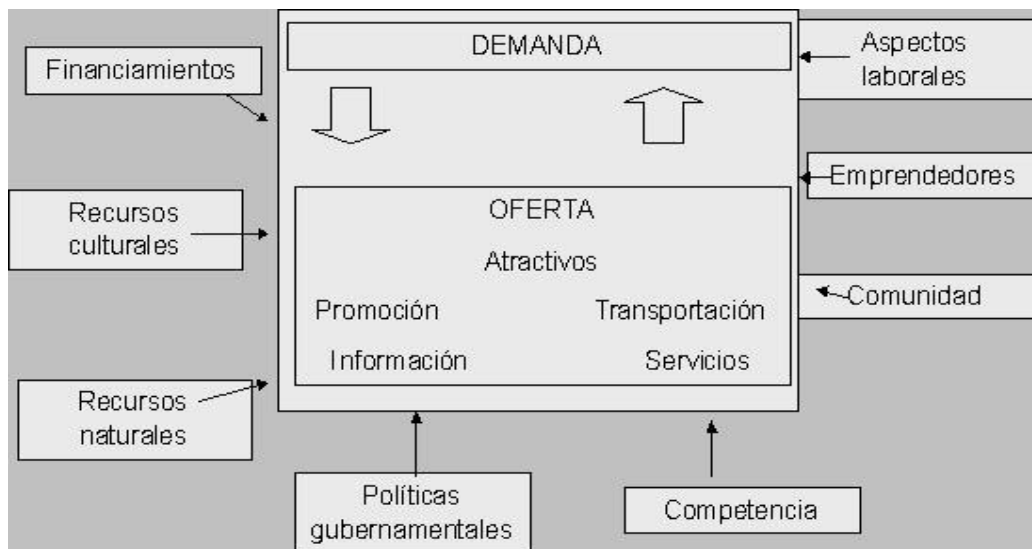 DEMANDA
Aspectos
laborales
Financiamientos
Emprendedores
Recursos
culturales
OFERTA
Atractivos
Promoción
Transportación
Comunidad
Información
Servicios
Recursos
naturales
Políticas
gubernamentales
Competencia